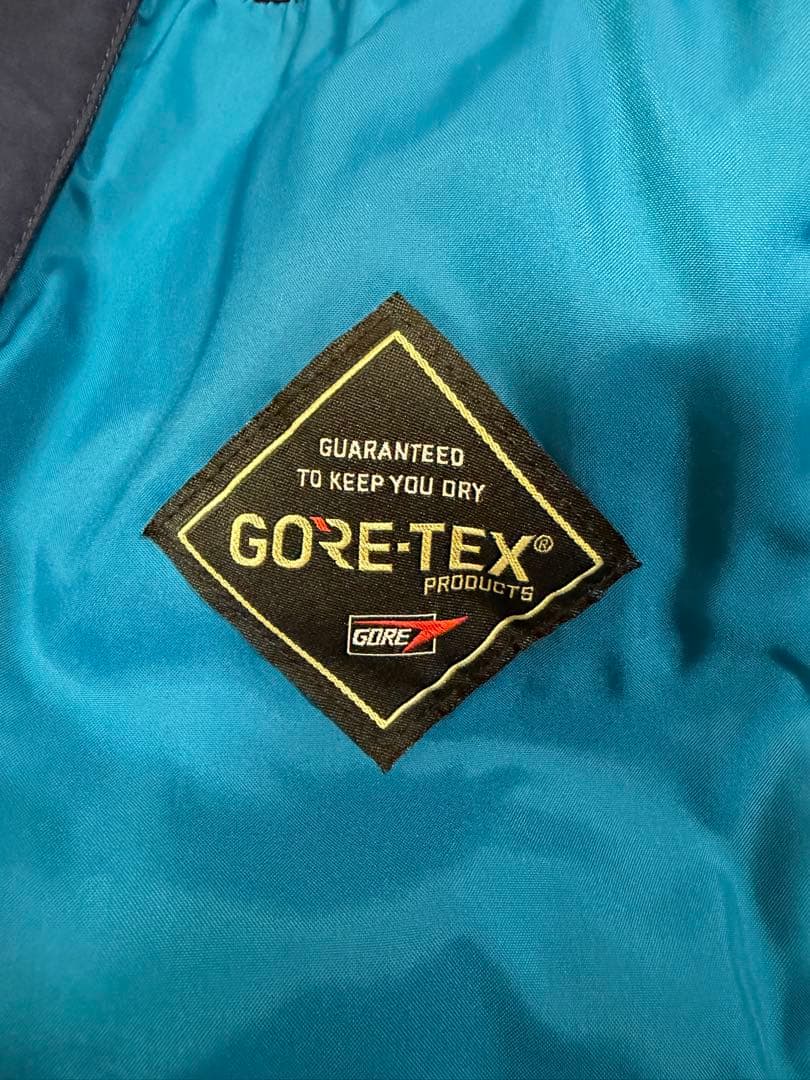 GUARANTEED
TO KEEP YOU DRY
GORE-TEX®
PRODUCTS
GORE